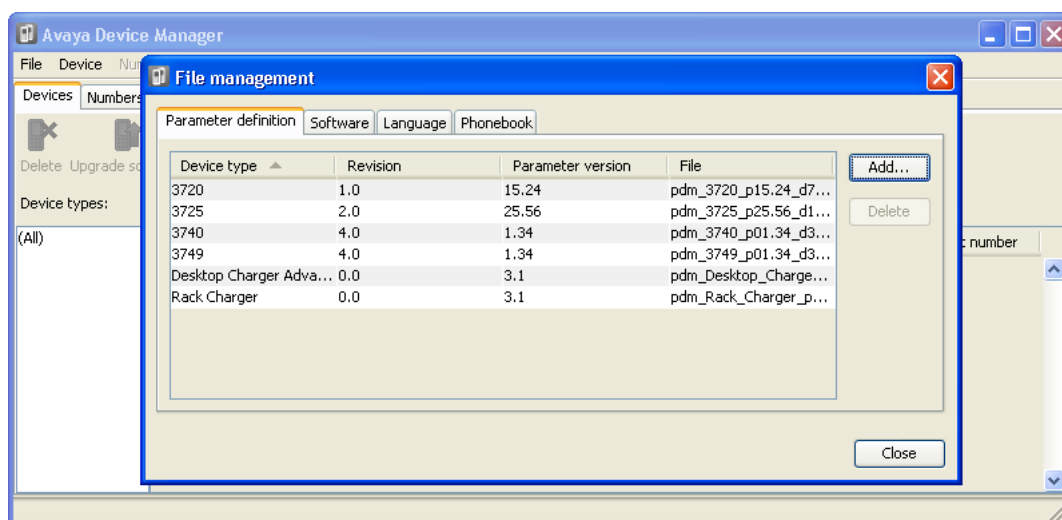 Avaya Device Manager
File Device Nu
File management
Devices Numbers
Parameter definition Software Language Phonebook
Delete Upgrade so
Device types:
(All)
Device type Revision Parameter version File
3720 1.0 15.24 pdm_3720_p15.24_d7...
3725 2.0 25.56 pdm_3725_p25.56_d1...
3740 4.0 1.34 pdm_3740_p01.34_d3...
3749 4.0 1.34 pdm_3749_p01.34_d3...
Desktop Charger Adva... 0.0 3.1 pdm_Desktop_Charge...
Rack Charger 0.0 3.1 pdm_Rack_Charger_p...
Add...
Delete
number
Close